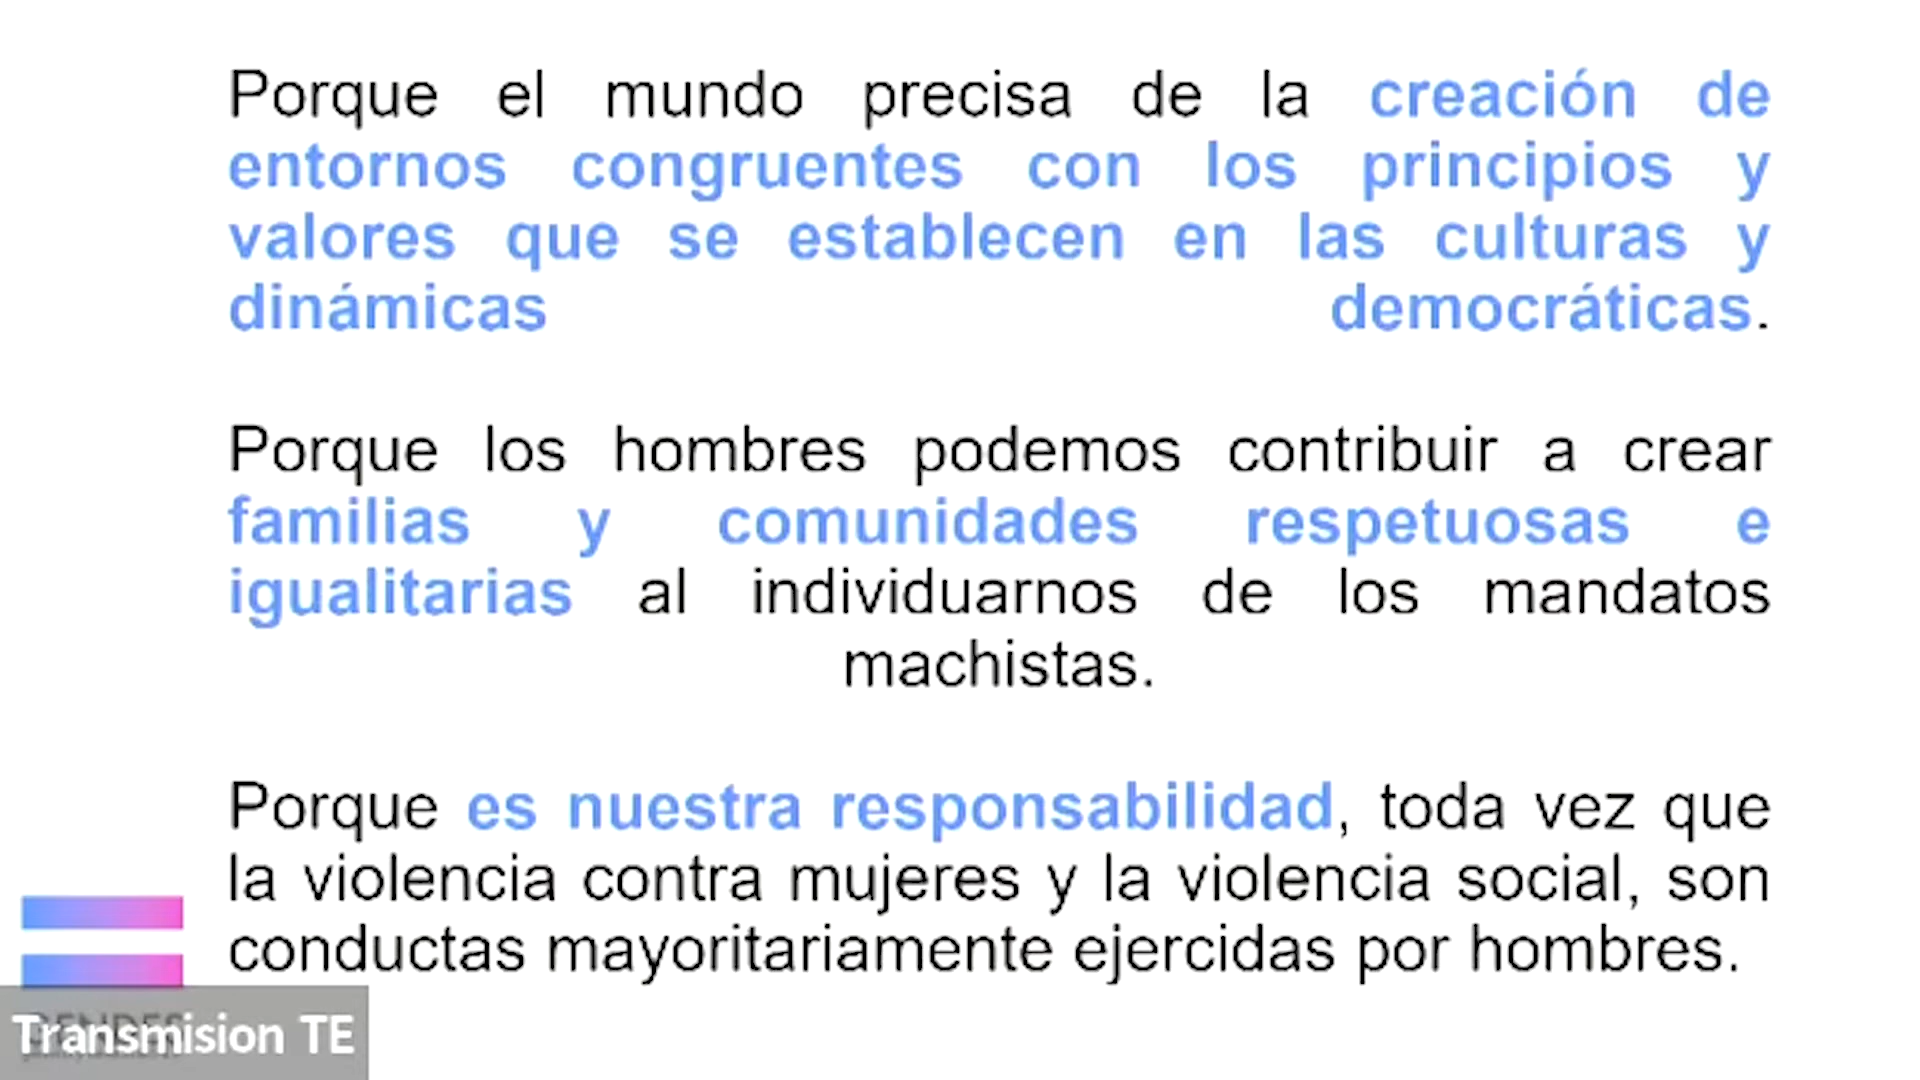 Porque el mundo precisa de la creación de
entornos congruentes con los principios y
valores que se establecen en las culturas y
dinámicas democráticas.
Porque los hombres podemos contribuir a crear
familias y comunidades respetuosas e
igualitarias al individuarnos de los mandatos
machistas.
Porque es nuestra responsabilidad, toda vez que
la violencia contra mujeres y la violencia social, son
conductas mayoritariamente ejercidas por hombres.
Transmision TE